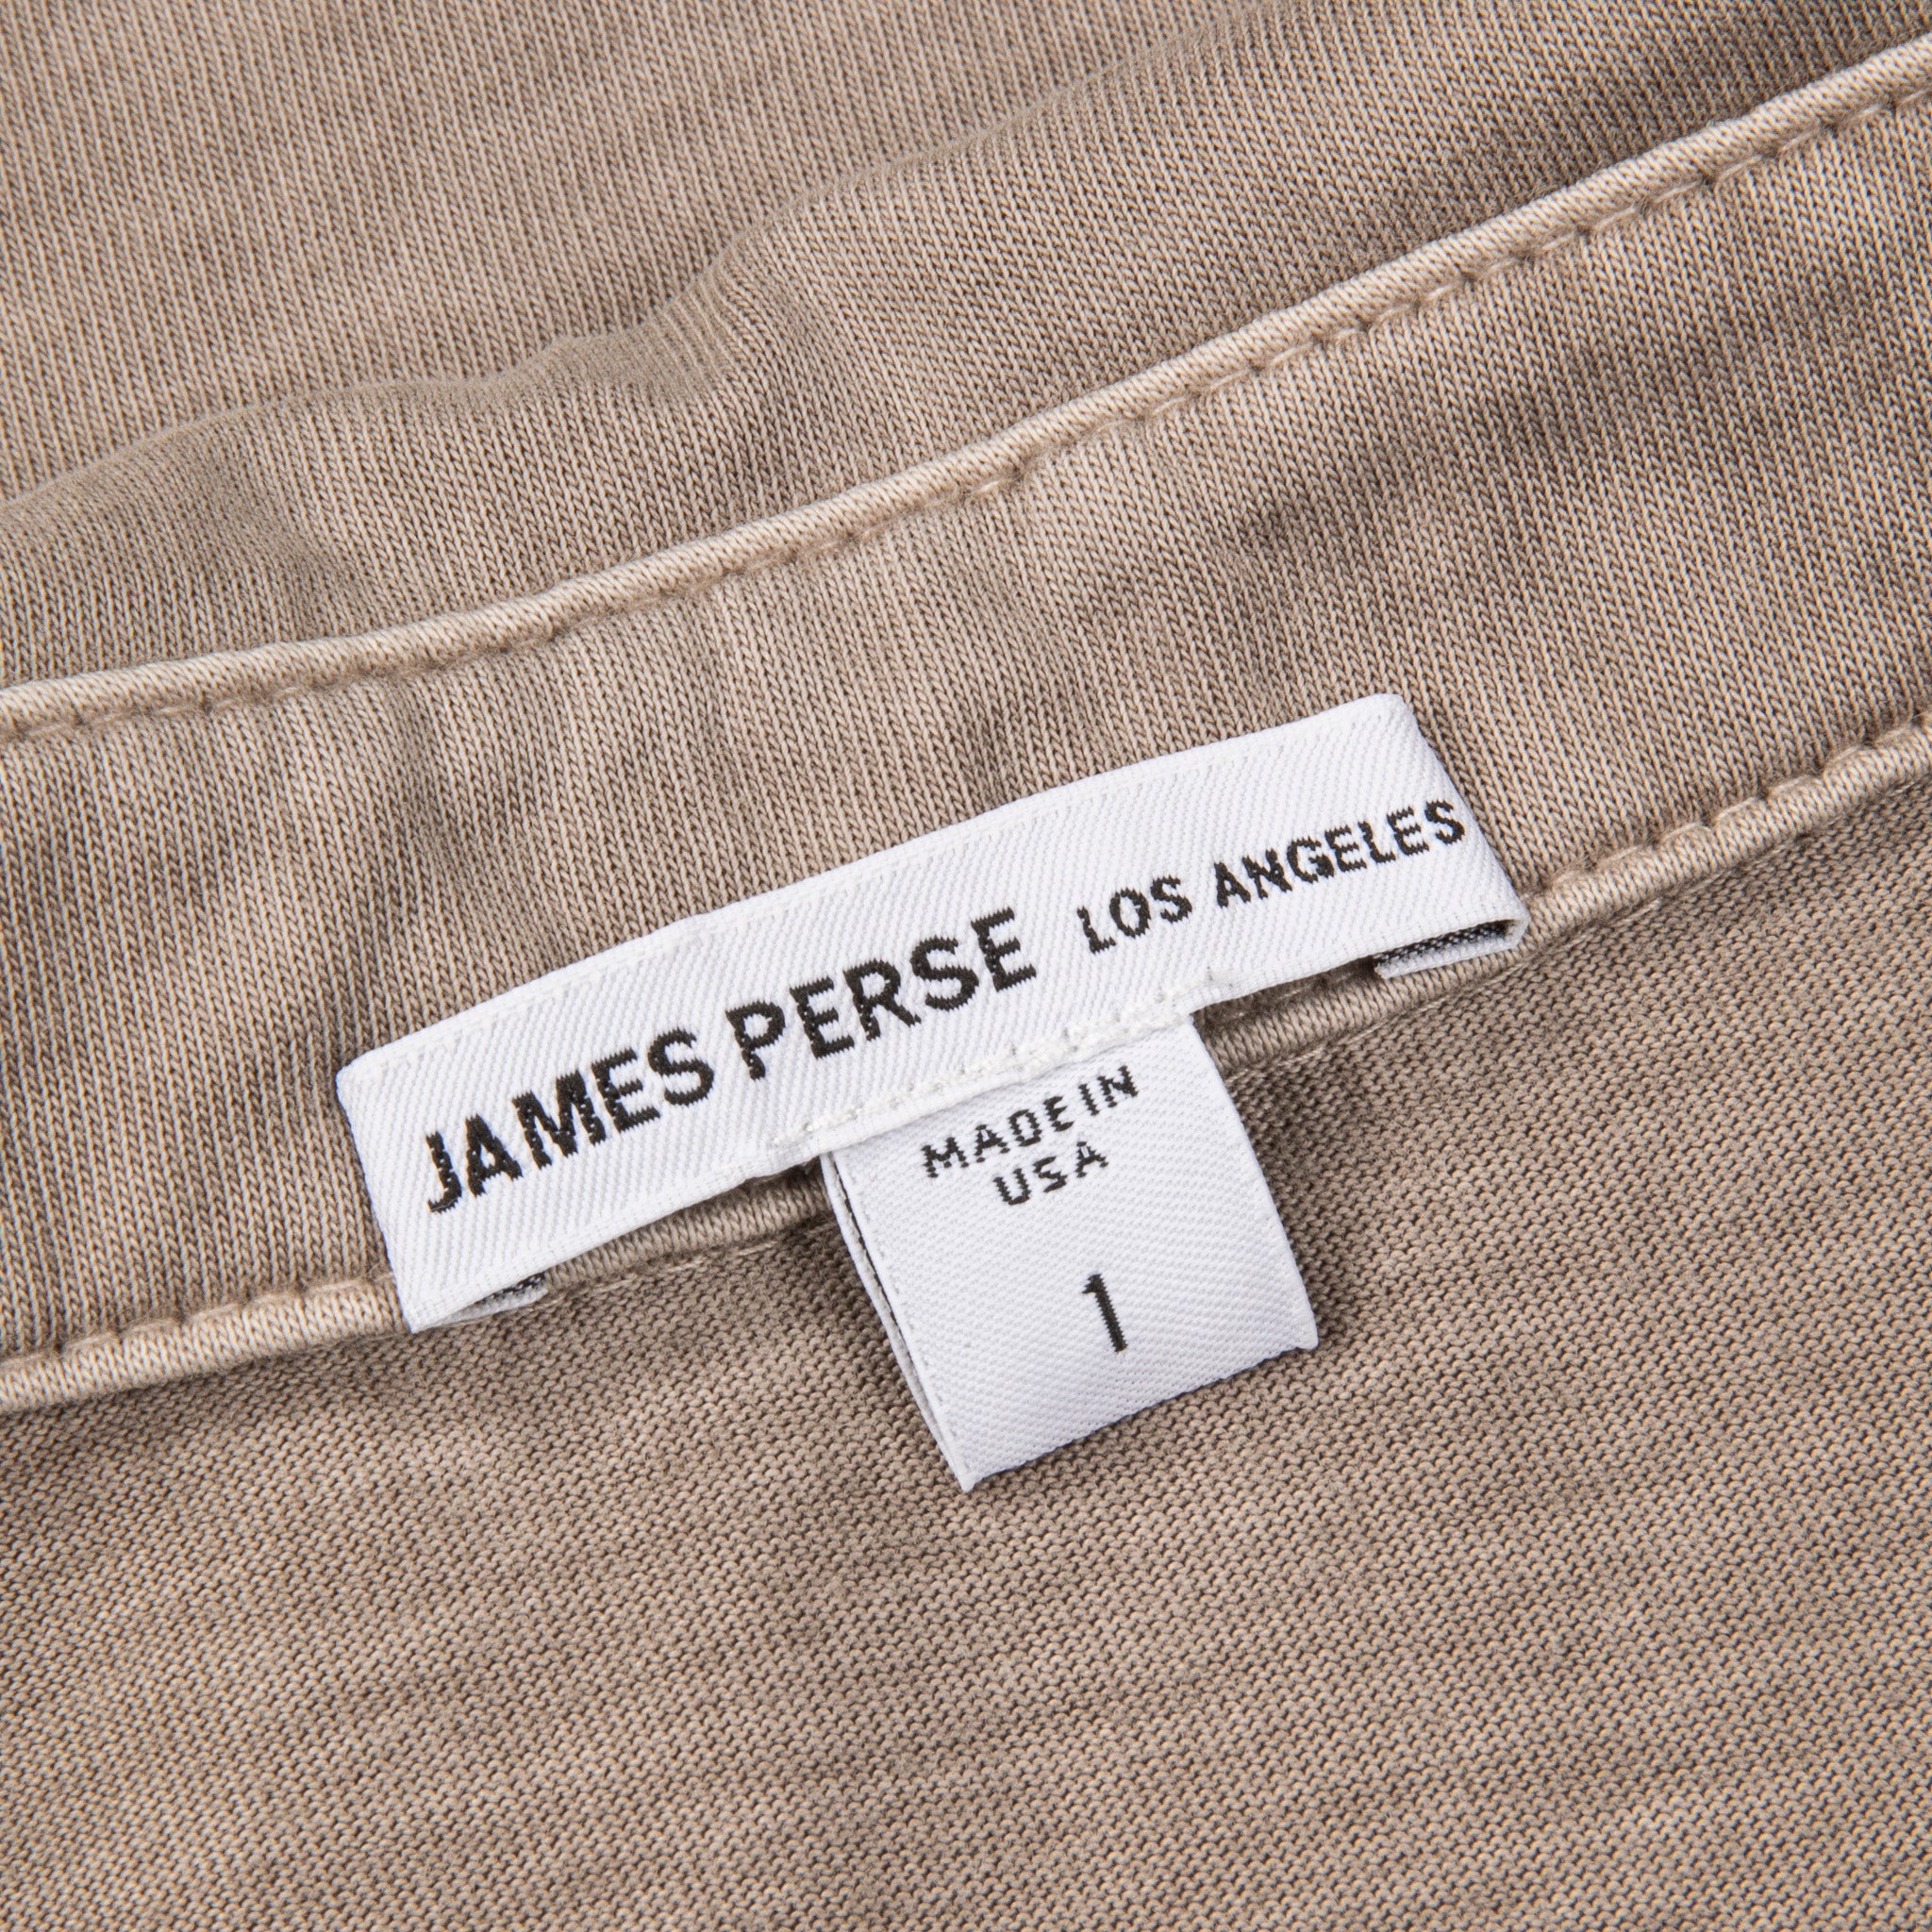 JAMES PERSE LOS ANGELES
MADE IN
USA
1